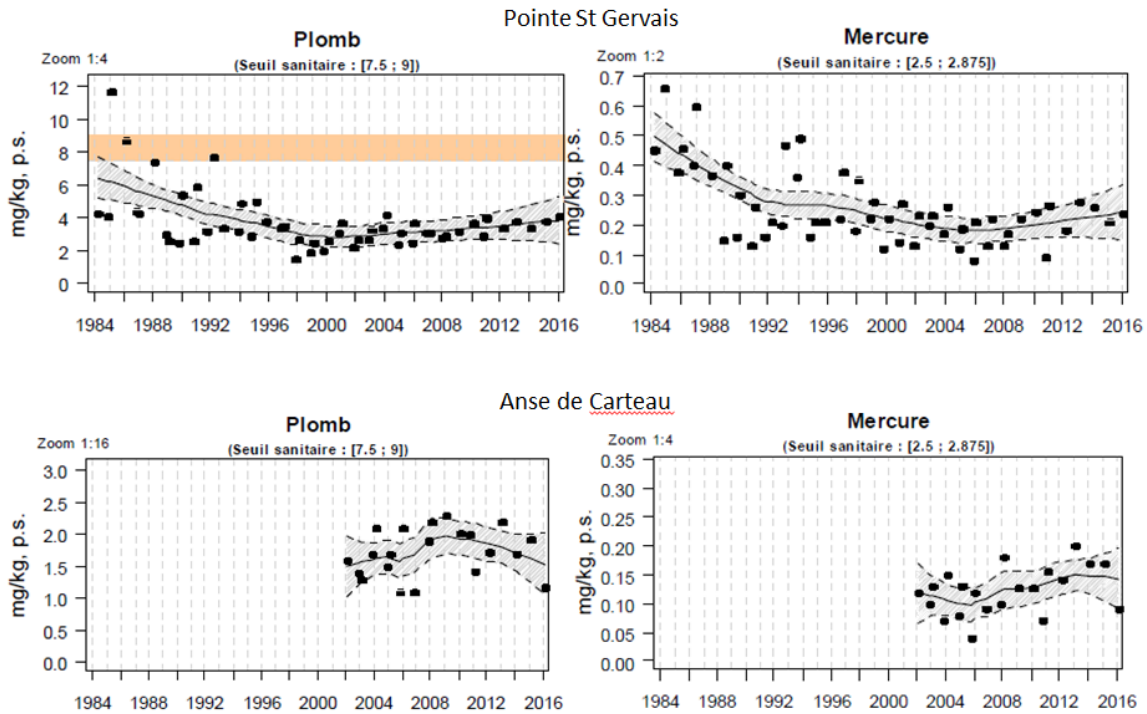 Pointe St Gervais
Plomb
Zoom 1:4
(Seuil sanitaire : [7.5 ; 9])
mg/kg, p.s.
12
10
8
6
4
2
0
1984 1988 1992 1996 2000 2004 2008 2012 2016
Mercure
Zoom 1:2
(Seuil sanitaire : [2.5 ; 2.875])
mg/kg, p.s.
0.7
0.6
0.5
0.4
0.3
0.2
0.1
0.0
1984 1988 1992 1996 2000 2004 2008 2012 2016
Anse de Carteau
Plomb
Zoom 1:16
(Seuil sanitaire : [7.5 ; 9])
mg/kg, p.s.
3.0
2.5
2.0
1.5
1.0
0.5
0.0
1984 1988 1992 1996 2000 2004 2008 2012 2016
Mercure
Zoom 1:4
(Seuil sanitaire : [2.5 ; 2.875])
mg/kg, p.s.
0.35
0.30
0.25
0.20
0.15
0.10
0.05
0.00
1984 1988 1992 1996 2000 2004 2008 2012 2016